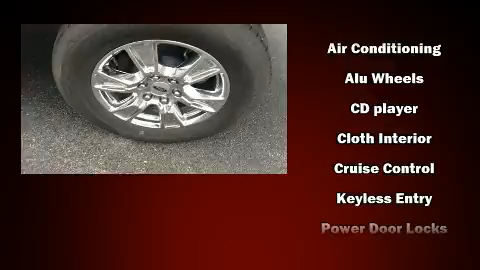 Air Conditioning
Alu Wheels
CD player
Cloth Interior
Cruise Control
Keyless Entry
Power Door Locks